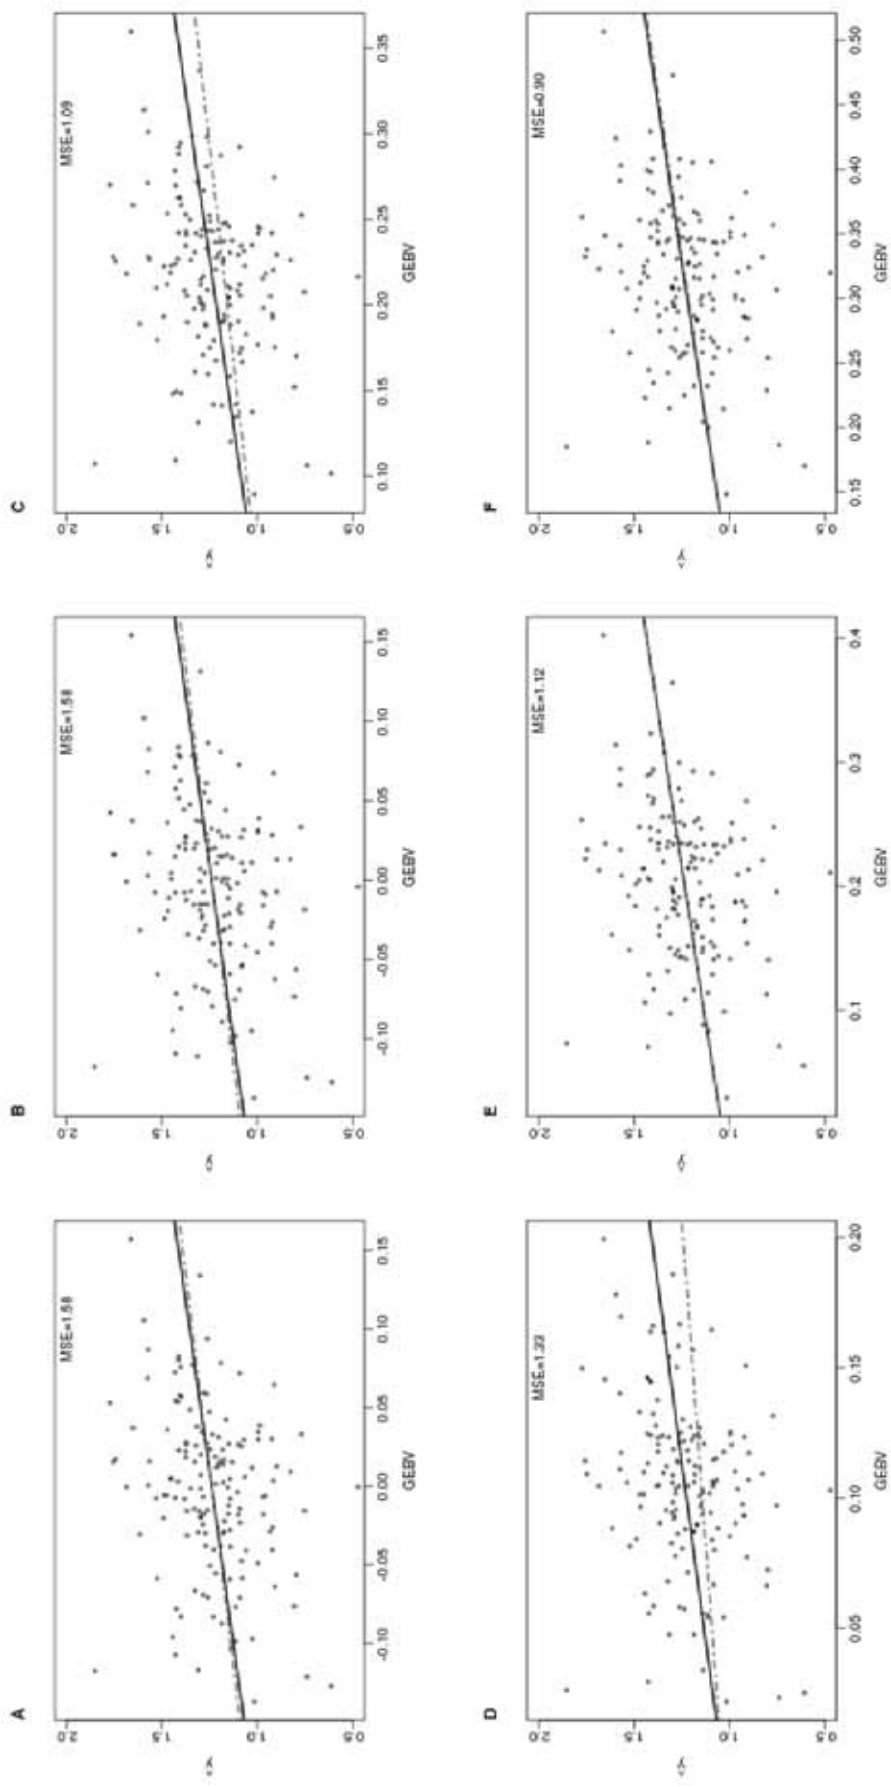 A
MSE=1.58
2.0
1.5
1.0
0.5
ŷ
-0.10 -0.05 0.00 0.05 0.10 0.15
GEBV
B
MSE=1.58
2.0
1.5
1.0
0.5
ŷ
-0.10 -0.05 0.00 0.05 0.10 0.15
GEBV
C
MSE=1.09
2.0
1.5
1.0
0.5
ŷ
0.10 0.15 0.20 0.25 0.30 0.35
GEBV
D
MSE=1.33
2.0
1.5
1.0
0.5
ŷ
0.05 0.10 0.15 0.20
GEBV
E
MSE=1.12
2.0
1.5
1.0
0.5
ŷ
0.1 0.2 0.3 0.4
GEBV
F
MSE=0.90
2.0
1.5
1.0
0.5
ŷ
0.15 0.20 0.25 0.30 0.35 0.40 0.45 0.50
GEBV